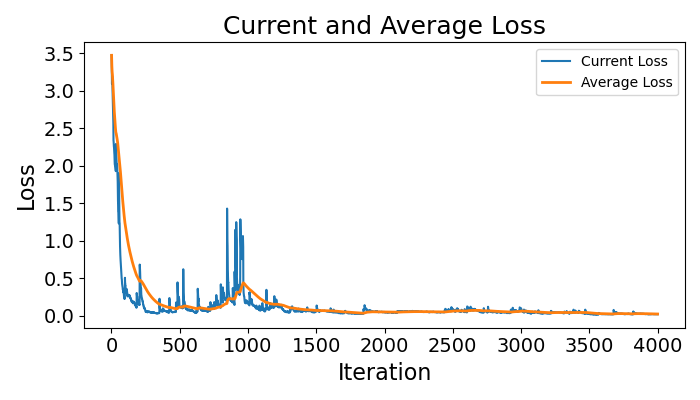 Current and Average Loss
Current Loss
Average Loss
Loss
3.5
3.0
2.5
2.0
1.5
1.0
0.5
0.0
0 500 1000 1500 2000 2500 3000 3500 4000
Iteration